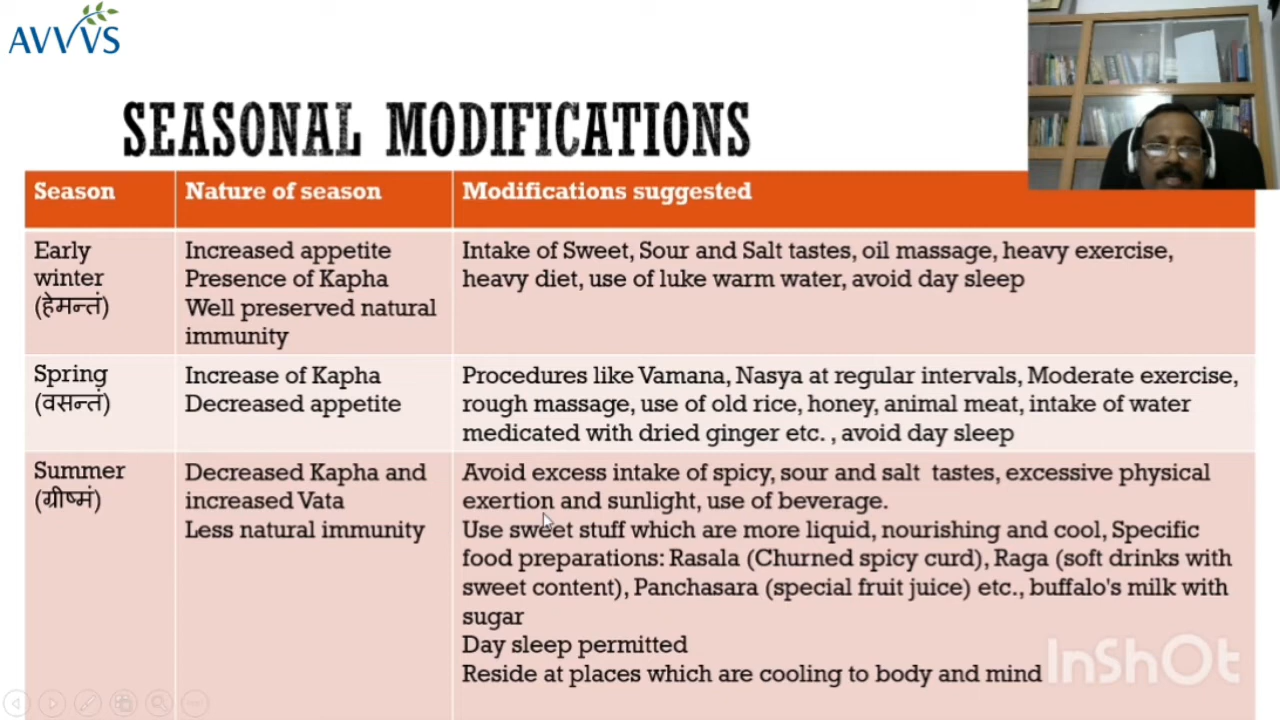 AVVVS
SEASONAL MODIFICATIONS
Season
Nature of season
Modifications suggested
Early
winter
(हेमन्तं)
Increased appetite
Presence of Kapha
Well preserved natural
immunity
Intake of Sweet, Sour and Salt tastes, oil massage, heavy exercise,
heavy diet, use of luke warm water, avoid day sleep
Spring
(वसन्तं)
Increase of Kapha
Decreased appetite
Procedures like Vamana, Nasya at regular intervals, Moderate exercise,
rough massage, use of old rice, honey, animal meat, intake of water
medicated with dried ginger etc. , avoid day sleep
Summer
(ग्रीष्मं)
Decreased Kapha and
increased Vata
Less natural immunity
Avoid excess intake of spicy, sour and salt tastes, excessive physical
exertion and sunlight, use of beverage.
Use sweet stuff which are more liquid, nourishing and cool, Specific
food preparations: Rasala (Churned spicy curd), Raga (soft drinks with
sweet content), Panchasara (special fruit juice) etc., buffalo's milk with
sugar
Day sleep permitted
Reside at places which are cooling to body and mind
InShOt